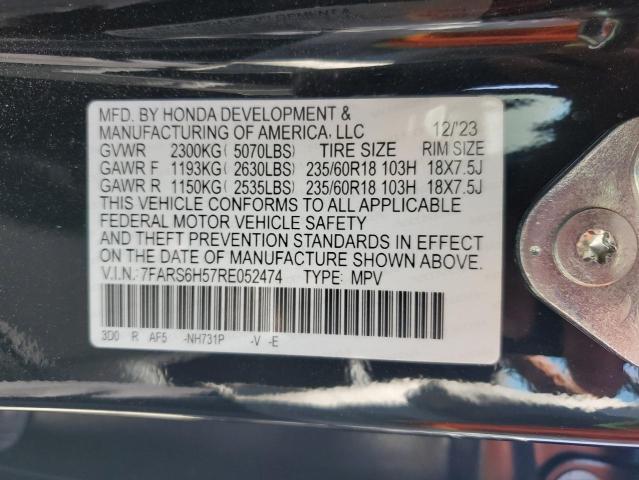 MFD. BY HONDA DEVELOPMENT &
MANUFACTURING OF AMERICA, LLC 12/'23
GVWR 2300KG( 5070LBS) TIRE SIZE RIM SIZE
GAWR F 1193KG( 2630LBS) 235/60R18 103H 18X7.5J
GAWR R 1150KG( 2535LBS) 235/60R18 103H 18X7.5J
THIS VEHICLE CONFORMS TO ALL APPLICABLE
FEDERAL MOTOR VEHICLE SAFETY
AND THEFT PREVENTION STANDARDS IN EFFECT
ON THE DATE OF MANUFACTURE SHOWN ABOVE.
V.I.N.:7FARS6H57RE052474 TYPE: MPV
3D0 R AF5 -NH731P -V -E